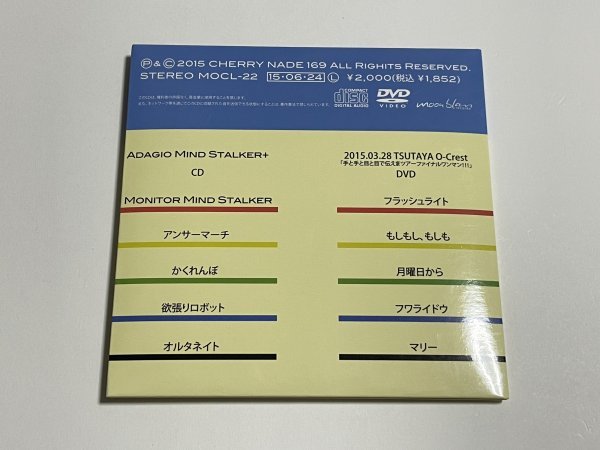 Ⓟ&Ⓒ2015 CHERRY NADE 169 ALL RIGHTS RESERVED.
STEREO MOCL-22 15・06・24 Ⓛ ¥2,000(税込 ¥1,852)
COMPACT
disc
DIGITAL AUDIO
DVD
VIDEO
ADAGIO MIND STALKER+
CD
MONITOR MIND STALKER
アンサーマーチ
かくれんぼ
欲張りロボット
オルタネイト
2015.03.28 TSUTAYA O-Crest
「手と手と目と目で伝えまツアーファイナルワンマン!!!」
DVD
フラッシュライト
もしもし、もしも
月曜日から
フワライドウ
マリー